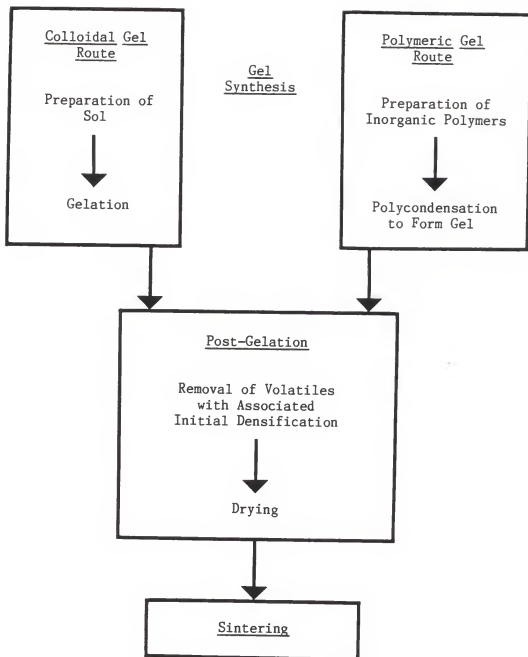 Colloidal Gel
Route
Preparation of
Sol
Gelation
Gel
Synthesis
Polymeric Gel
Route
Preparation of
Inorganic Polymers
Polycondensation
to Form Gel
Post-Gelation
Removal of Volatiles
with Associated
Initial Densification
Drying
Sintering